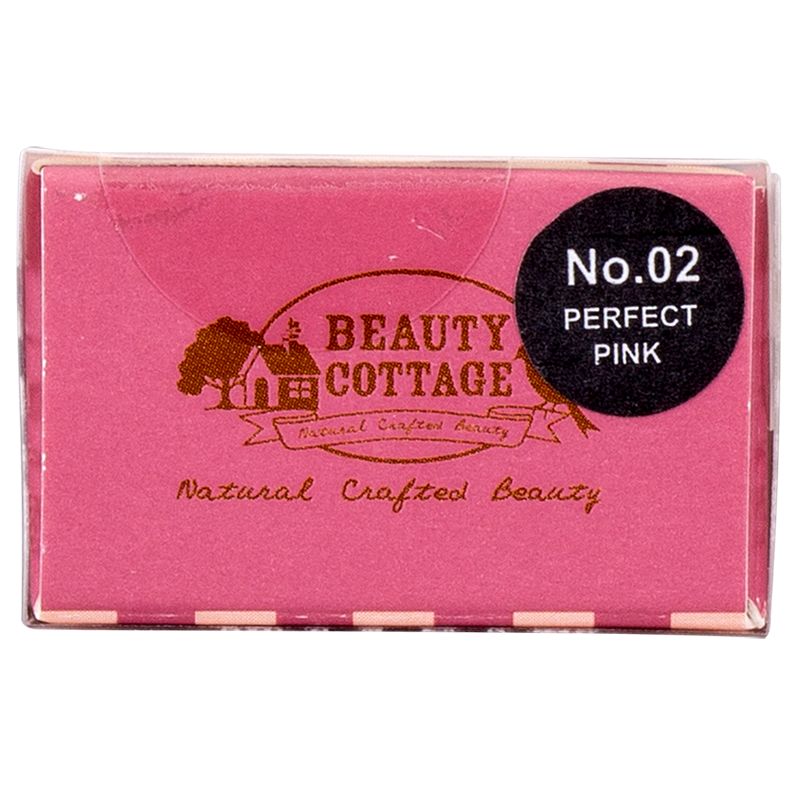 No.02
PERFECT
PINK
BEAUTY
COTTAGE
Natural Crafted Beauty
Natural Crafted Beauty